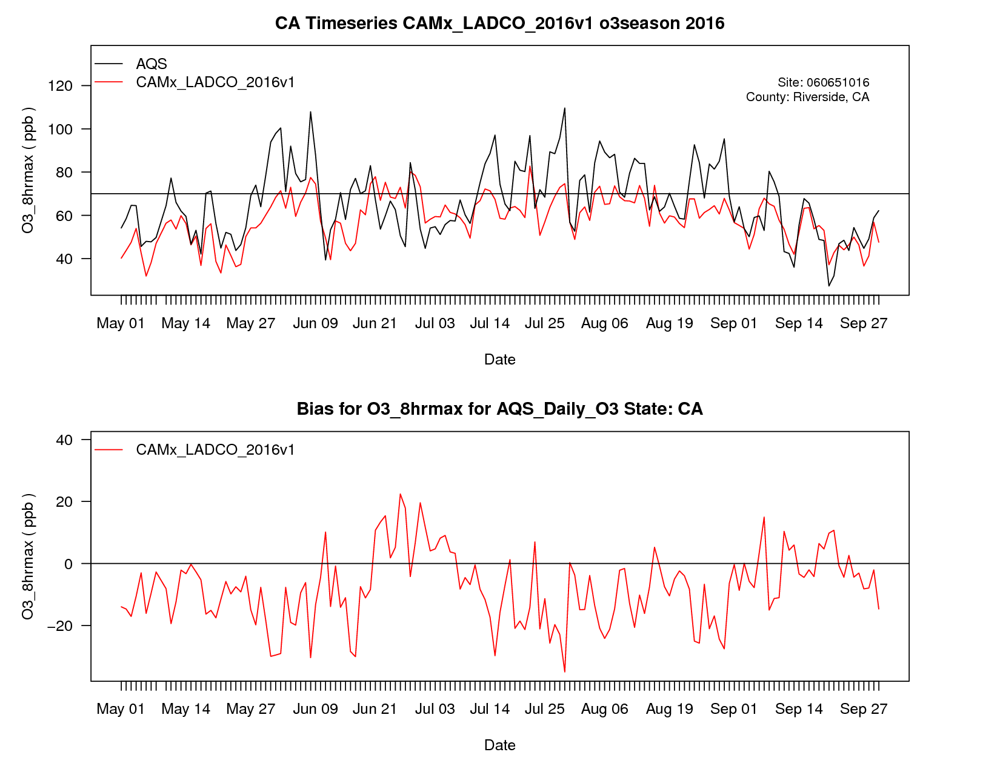 CA Timeseries CAMx_LADCO_2016v1 o3season 2016
AQS
CAMx_LADCO_2016v1
Site: 060651016
County: Riverside, CA
O3_8hrmax ( ppb )
120
100
80
60
40
May 01 May 14 May 27 Jun 09 Jun 21 Jul 03 Jul 14 Jul 25 Aug 06 Aug 19 Sep 01 Sep 14 Sep 27
Date
Bias for O3_8hrmax for AQS_Daily_O3 State: CA
CAMx_LADCO_2016v1
O3_8hrmax ( ppb )
40
20
0
−20
May 01 May 14 May 27 Jun 09 Jun 21 Jul 03 Jul 14 Jul 25 Aug 06 Aug 19 Sep 01 Sep 14 Sep 27
Date